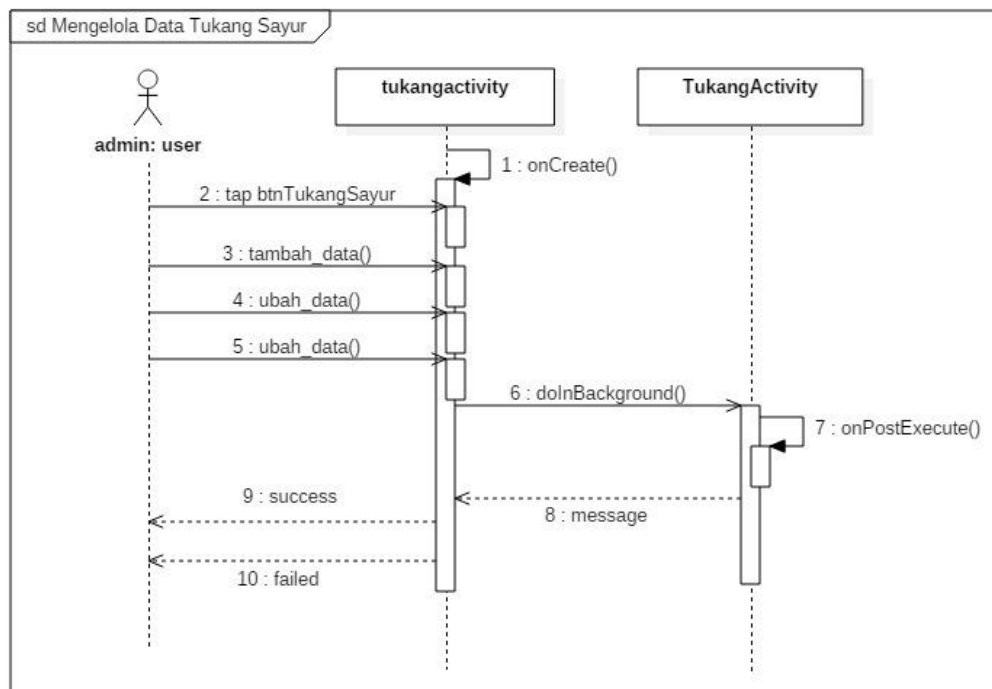 sd Mengelola Data Tukang Sayur
admin: user
tukangactivity
TukangActivity
1 : onCreate()
2 : tap btnTukangSayur
3 : tambah_data()
4 : ubah_data()
5 : ubah_data()
6 : doInBackground()
7 : onPostExecute()
8 : message
9 : success
10 : failed